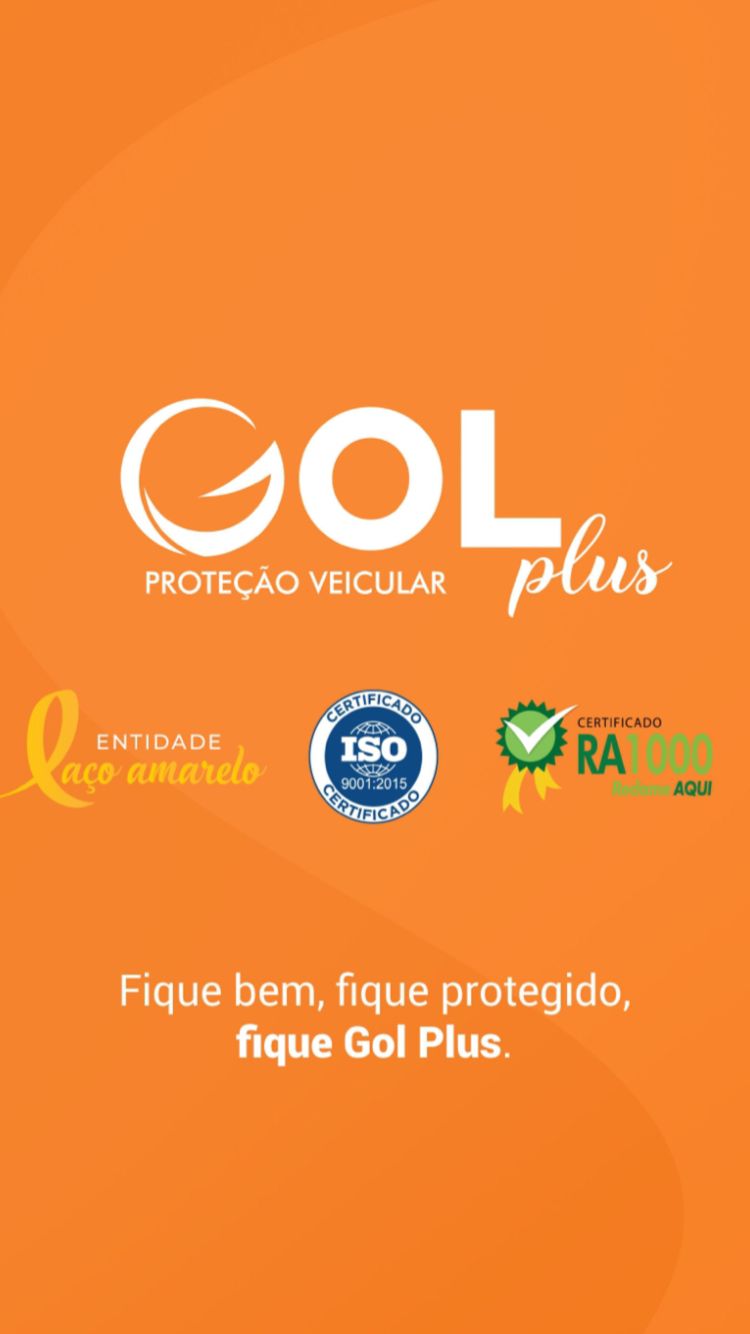 GOL
plus
PROTEÇÃO VEICULAR
ENTIDADE
Laço amarelo
CERTIFICADO
ISO
9001:2015
CERTIFICADO
CERTIFICADO
RA1000
Reclame AQUI
Fique bem, fique protegido,
fique Gol Plus.